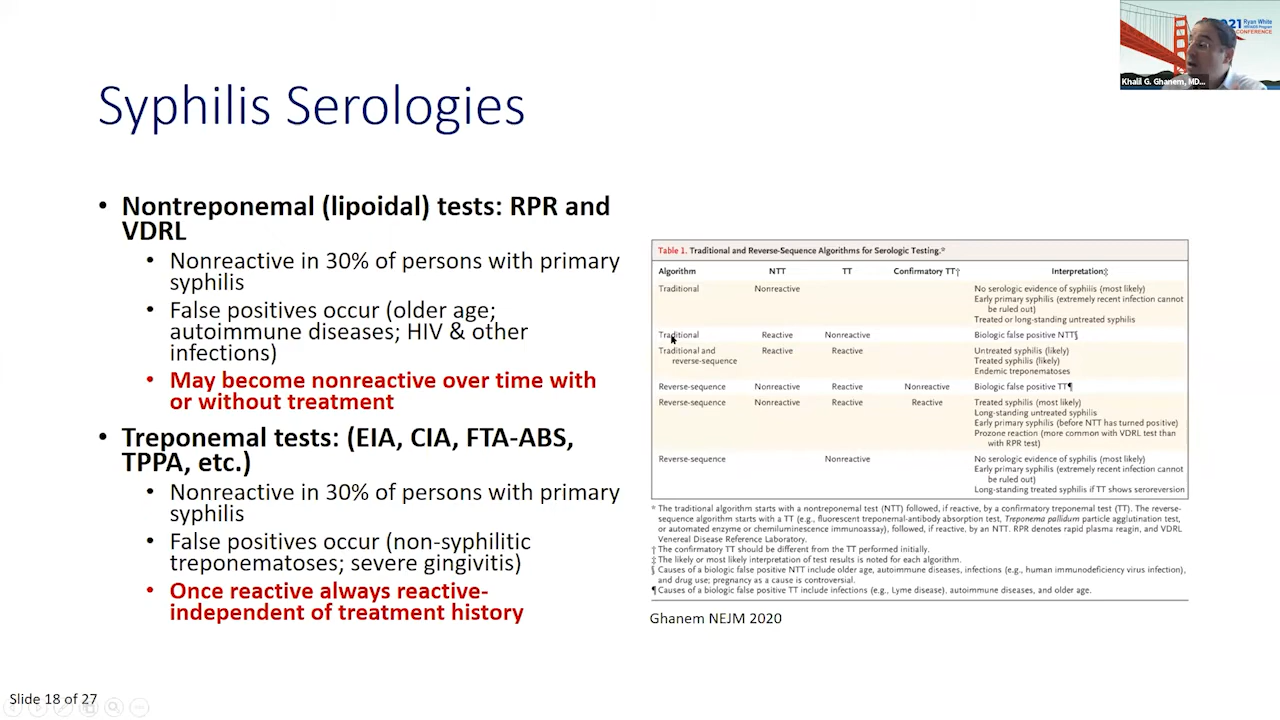 2021 Ryan White
CONFERENCE
Khalil G. Ghanem, MD...
Syphilis Serologies
• Nontreponemal (lipoidal) tests: RPR and
VDRL
• Nonreactive in 30% of persons with primary
syphilis
• False positives occur (older age;
autoimmune diseases; HIV & other
infections)
• May become nonreactive over time with
or without treatment
• Treponemal tests: (EIA, CIA, FTA-ABS,
TPPA, etc.)
• Nonreactive in 30% of persons with primary
syphilis
• False positives occur (non-syphilitic
treponematoses; severe gingivitis)
• Once reactive always reactive-
independent of treatment history
Table 1. Traditional and Reverse-Sequence Algorithms for Serologic Testing.*
Algorithm NTT TT Confirmatory TT† Interpretation‡
Traditional Nonreactive No serologic evidence of syphilis (most likely)
Early primary syphilis (extremely recent infection cannot
be ruled out)
Treated or long-standing untreated syphilis
Traditional Reactive Nonreactive Biologic false positive NTT§
Traditional and Reactive Reactive Untreated syphilis (likely)
reverse-sequence Treated syphilis (likely)
Endemic treponematoses
Reverse-sequence Nonreactive Reactive Nonreactive Biologic false positive TT¶
Reverse-sequence Nonreactive Reactive Reactive Treated syphilis (most likely)
Long-standing untreated syphilis
Early primary syphilis (before NTT has turned positive)
Prozone reaction (more common with VDRL test than
with RPR test)
Reverse-sequence Nonreactive No serologic evidence of syphilis (most likely)
Early primary syphilis (extremely recent infection cannot
be ruled out)
Long-standing treated syphilis if TT shows seroreversion
* The traditional algorithm starts with a nontreponemal test (NTT) followed, if reactive, by a confirmatory treponemal test (TT). The reverse-
sequence algorithm starts with a TT (e.g., fluorescent treponemal-antibody absorption test, Treponema pallidum particle agglutination test,
or automated enzyme or chemiluminescence immunoassay), followed, if reactive, by an NTT. RPR denotes rapid plasma reagin, and VDRL
Venereal Disease Reference Laboratory.
† The confirmatory TT should be different from the TT performed initially.
‡ The likely or most likely interpretation of test results is noted for each algorithm.
§ Causes of a biologic false positive NTT include older age, autoimmune diseases, infections (e.g., human immunodeficiency virus infection),
and drug use; pregnancy as a cause is controversial.
¶ Causes of a biologic false positive TT include infections (e.g., Lyme disease), autoimmune diseases, and older age.
Ghanem NEJM 2020
Slide 18 of 27